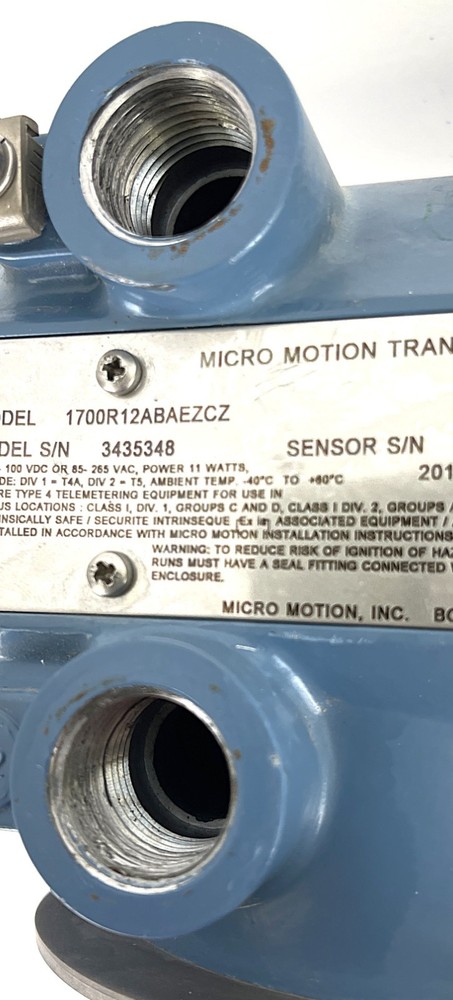 MICRO MOTION TRAN
ODEL 1700R12ABAEZCZ
DEL S/N 3435348 SENSOR S/N
100 VDC OR 85- 265 VAC, POWER 11 WATTS, 201
DE: DIV 1 = T4A, DIV 2 = T5, AMBIENT TEMP. -40°C TO +60°C
RE TYPE 4 TELEMETERING EQUIPMENT FOR USE IN
US LOCATIONS : CLASS I, DIV. 1, GROUPS C AND D, CLASS I DIV. 2, GROUPS A
INSICALLY SAFE / SECURITE INTRINSEQUE (Ex ia) ASSOCIATED EQUIPMENT /
TALLED IN ACCORDANCE WITH MICRO MOTION INSTALLATION INSTRUCTIONS
WARNING: TO REDUCE RISK OF IGNITION OF HAZ
RUNS MUST HAVE A SEAL FITTING CONNECTED
ENCLOSURE.
MICRO MOTION, INC. BO